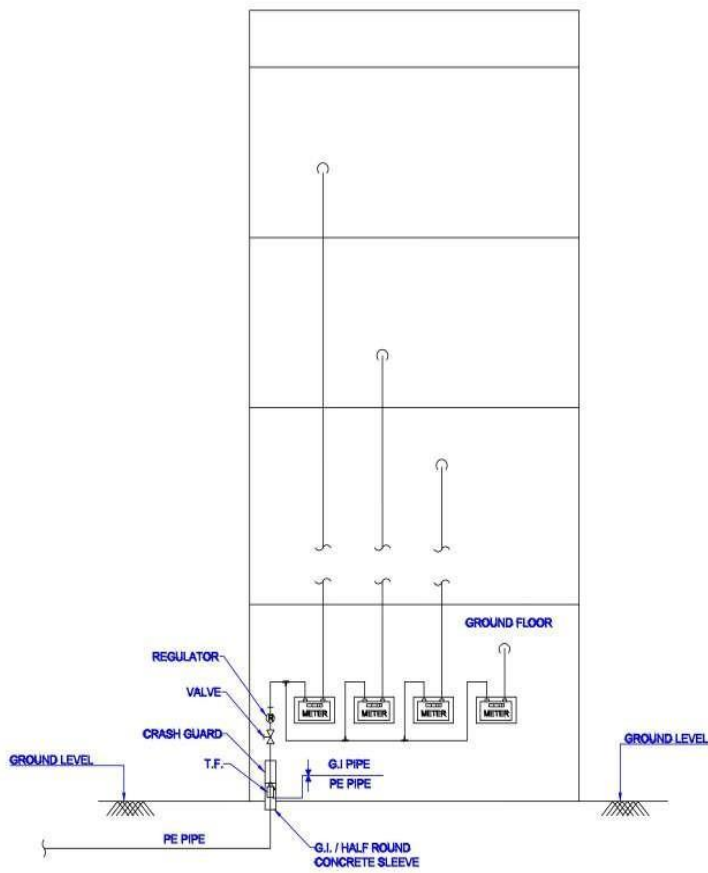 GROUND FLOOR
REGULATOR
R
VALVE
METER METER METER METER
CRASH GUARD
GROUND LEVEL
G.I PIPE
GROUND LEVEL
T.F.
PE PIPE
PE PIPE
G.I. / HALF ROUND
CONCRETE SLEEVE